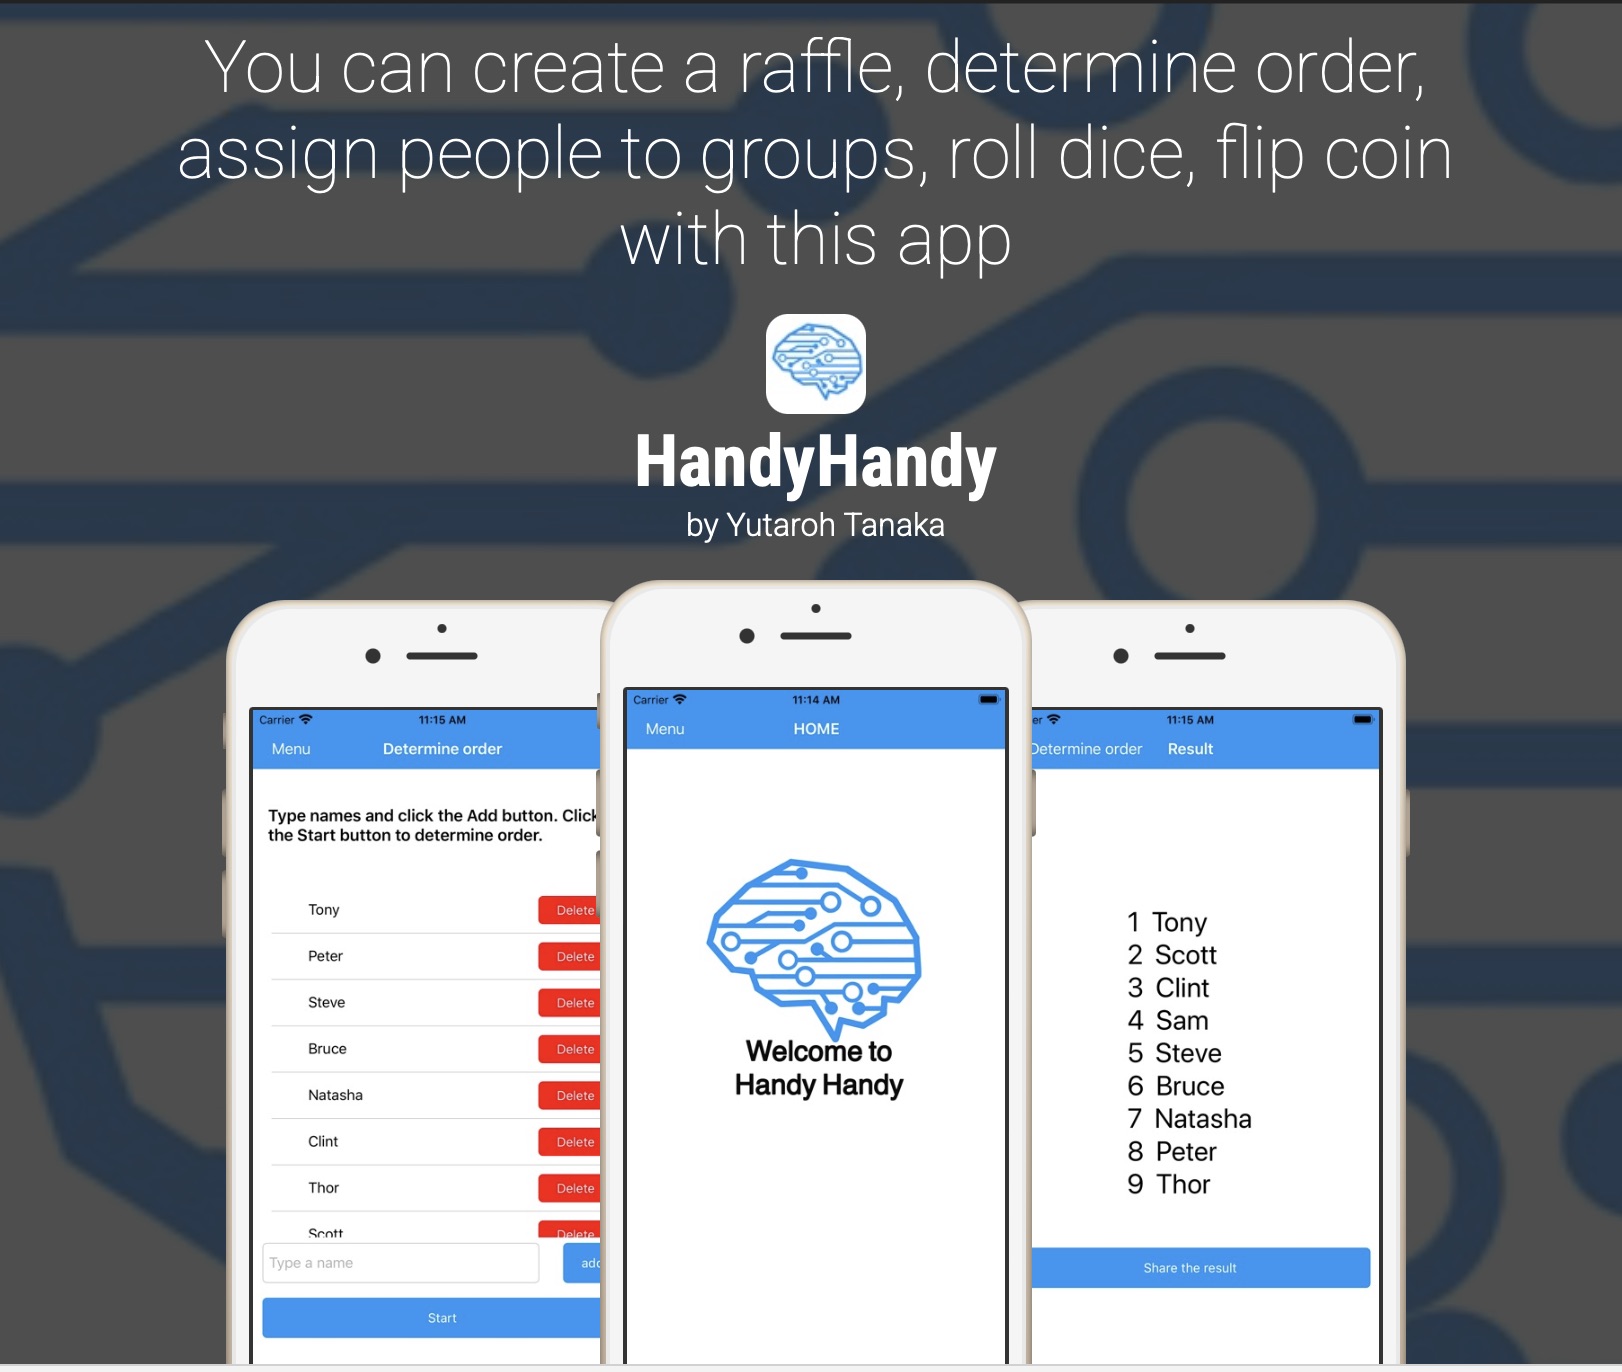 You can create a raffle, determine order,
assign people to groups, roll dice, flip coin
with this app
HandyHandy
by Yutaroh Tanaka
Carrier
11:15 AM
Menu
Determine order
Type names and click the Add button. Click
the Start button to determine order.
Tony
Delete
Peter
Delete
Steve
Delete
Bruce
Delete
Natasha
Delete
Clint
Delete
Thor
Delete
Scott
Delete
Type a name
add
Start
Carrier
11:14 AM
Menu
HOME
Welcome to
Handy Handy
er
11:15 AM
Determine order
Result
1 Tony
2 Scott
3 Clint
4 Sam
5 Steve
6 Bruce
7 Natasha
8 Peter
9 Thor
Share the result